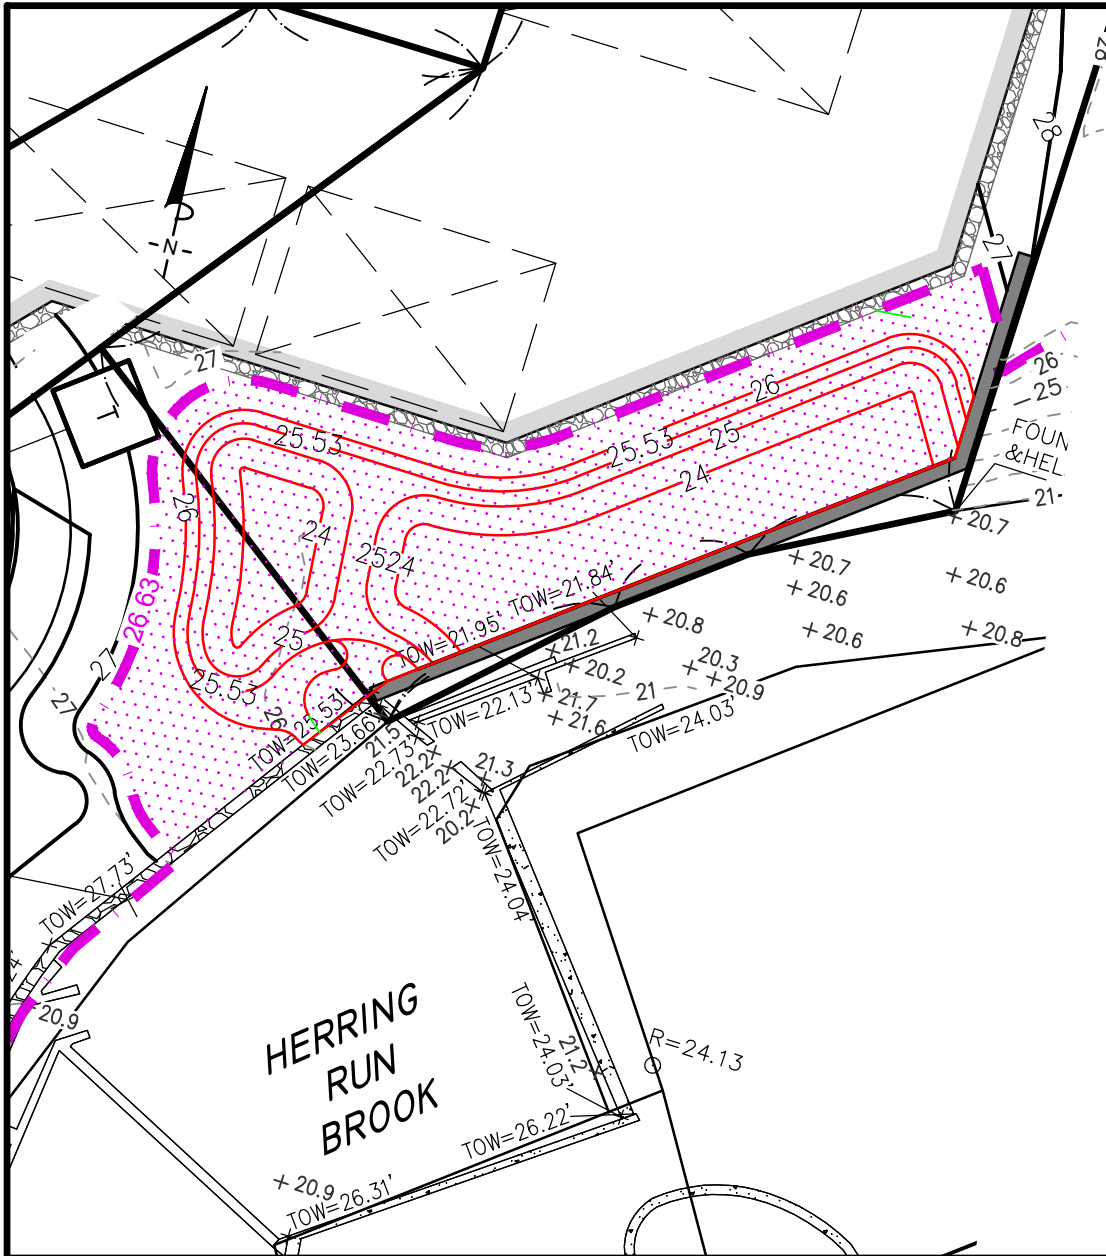 28
27
N
27
26
26
25
25.53
25.53
26
25
24
FOUN
&HEL
21
T
26
24
2524
+ 20.7
+ 20.7
+ 20.6
+ 20.6
TOW=21.84'
26.63
25
TOW=21.95'
+ 20.8
+ 20.6
+ 20.8
21.2
+ 20.2
+ 20.3
+ 20.9
27
27
25.53
26
TOW=25.53'
TOW=23.66'
21.5
TOW=22.13'
21.7
+ 21.6
21
TOW=24.03'
TOW=22.73'
22.2
22.2
21.3
TOW=22.72'
20.2
TOW=24.04'
TOW=27.73'
20.9
HERRING
RUN
BROOK
TOW=24.03'
21.2
R=24.13
TOW=26.22'
+ 20.9
TOW=26.31'